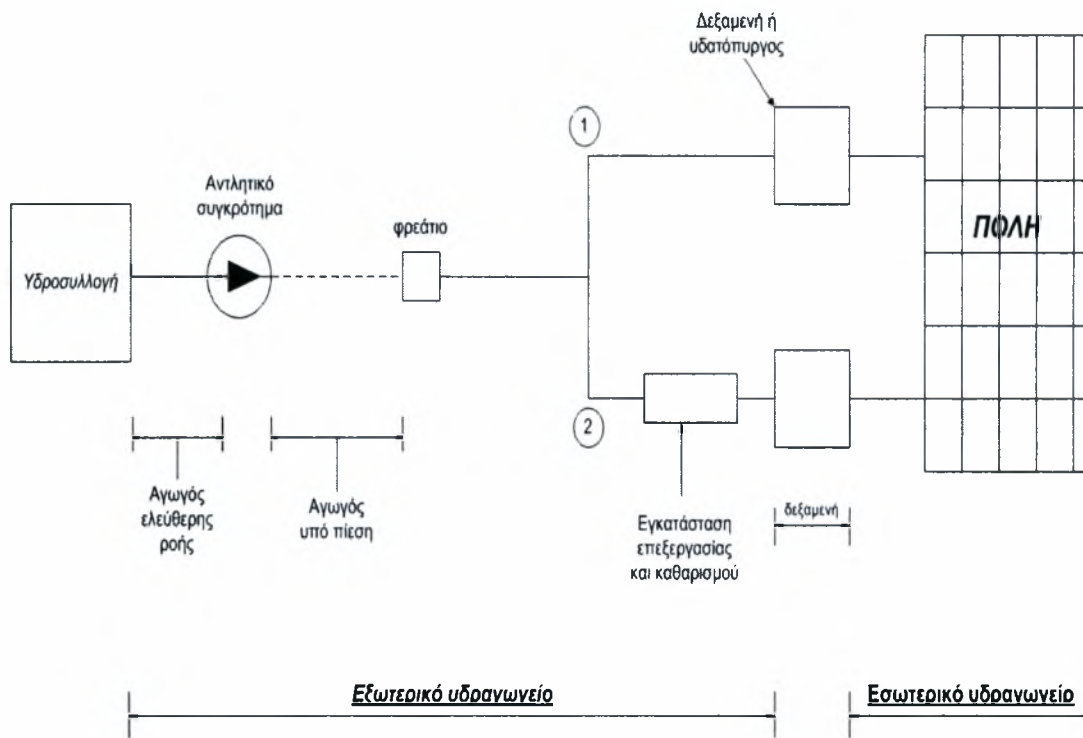 Δεξαμενή ή
υδατόπυργος
1
Αντλητικό
συγκρότημα
φρεάτιο
Υδροσυλλογή
ΠΟΛΗ
2
Αγωγός
ελεύθερης
ροής
Αγωγός
υπό πίεση
Εγκατάσταση
επεξεργασίας
και καθαρισμού
δεξαμενή
Εξωτερικό υδραγωγείο
Εσωτερικό υδραγωγείο